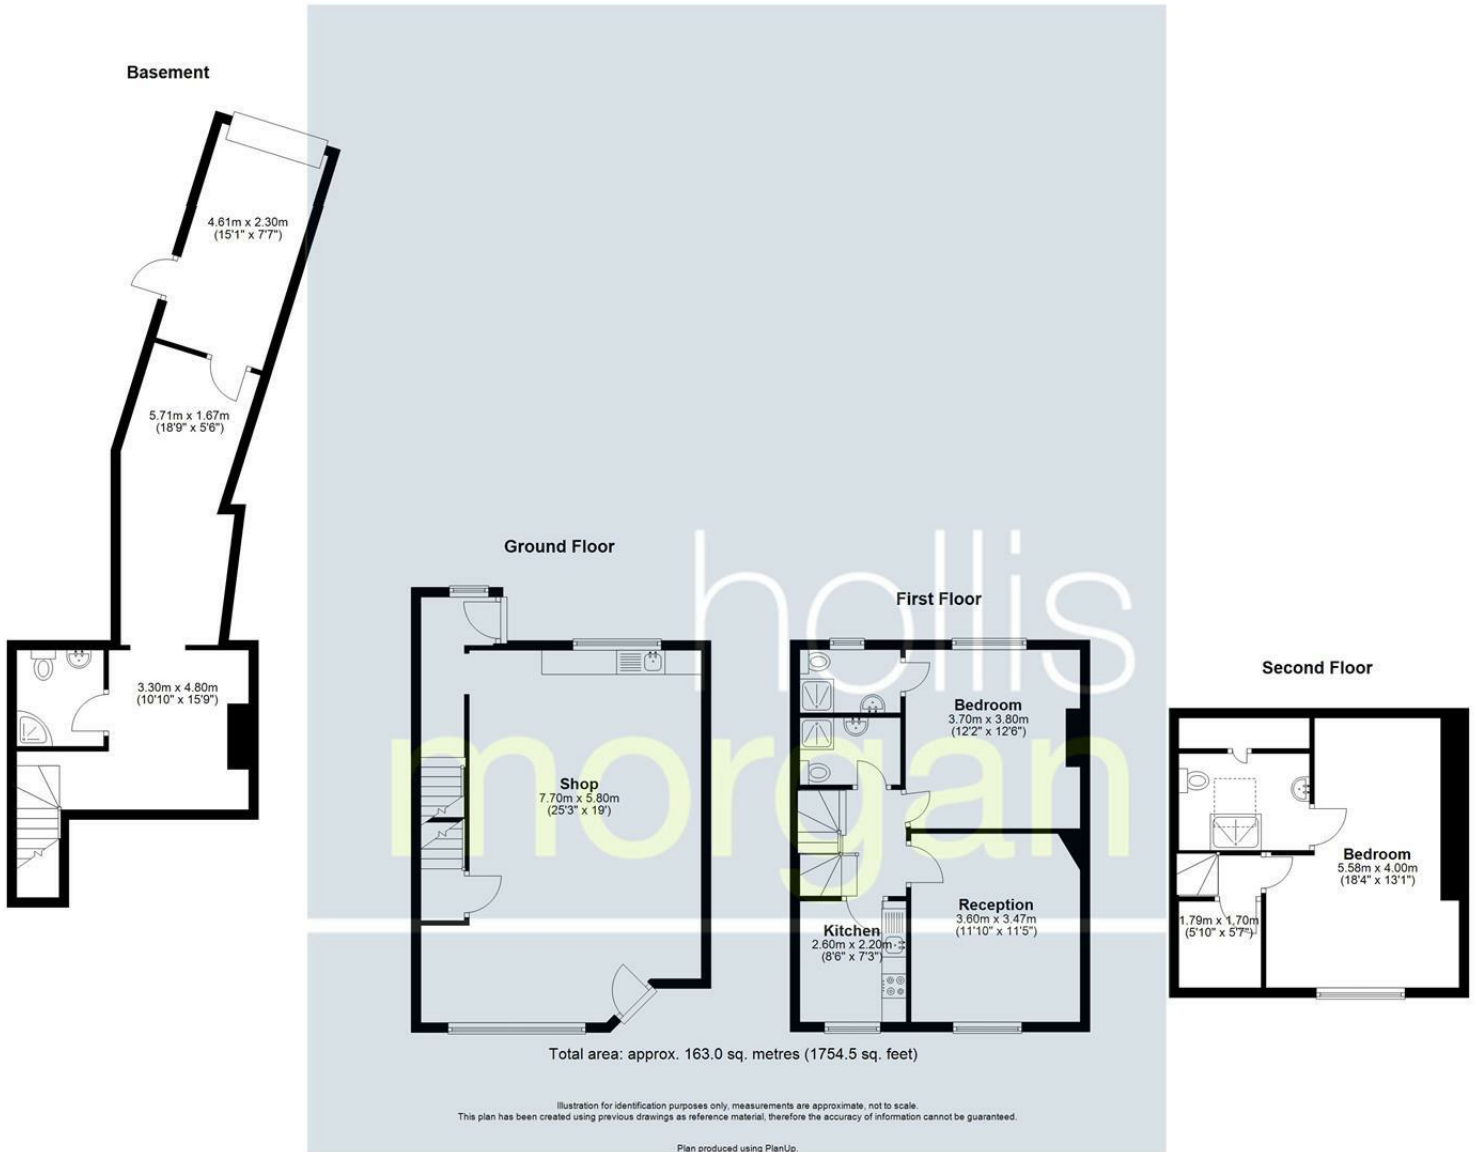 Basement
4.61m x 2.30m
(15'1" x 7'7")
5.71m x 1.67m
(18'9" x 5'6")
3.30m x 4.80m
(10'10" x 15'9")
Ground Floor
Shop
7.70m x 5.80m
(25'3" x 19')
First Floor
Bedroom
3.70m x 3.80m
(12'2" x 12'6")
Reception
3.60m x 3.47m
(11'10" x 11'5")
Kitchen
2.60m x 2.20m
(8'6" x 7'3")
Second Floor
Bedroom
5.58m x 4.00m
(18'4" x 13'1")
1.79m x 1.70m
(5'10" x 5'7")
hollis
morgan
Total area: approx. 163.0 sq. metres (1754.5 sq. feet)
Illustration for identification purposes only, measurements are approximate, not to scale.
This plan has been created using previous drawings as reference material, therefore the accuracy of information cannot be guaranteed.
Plan produced using PlanUp.